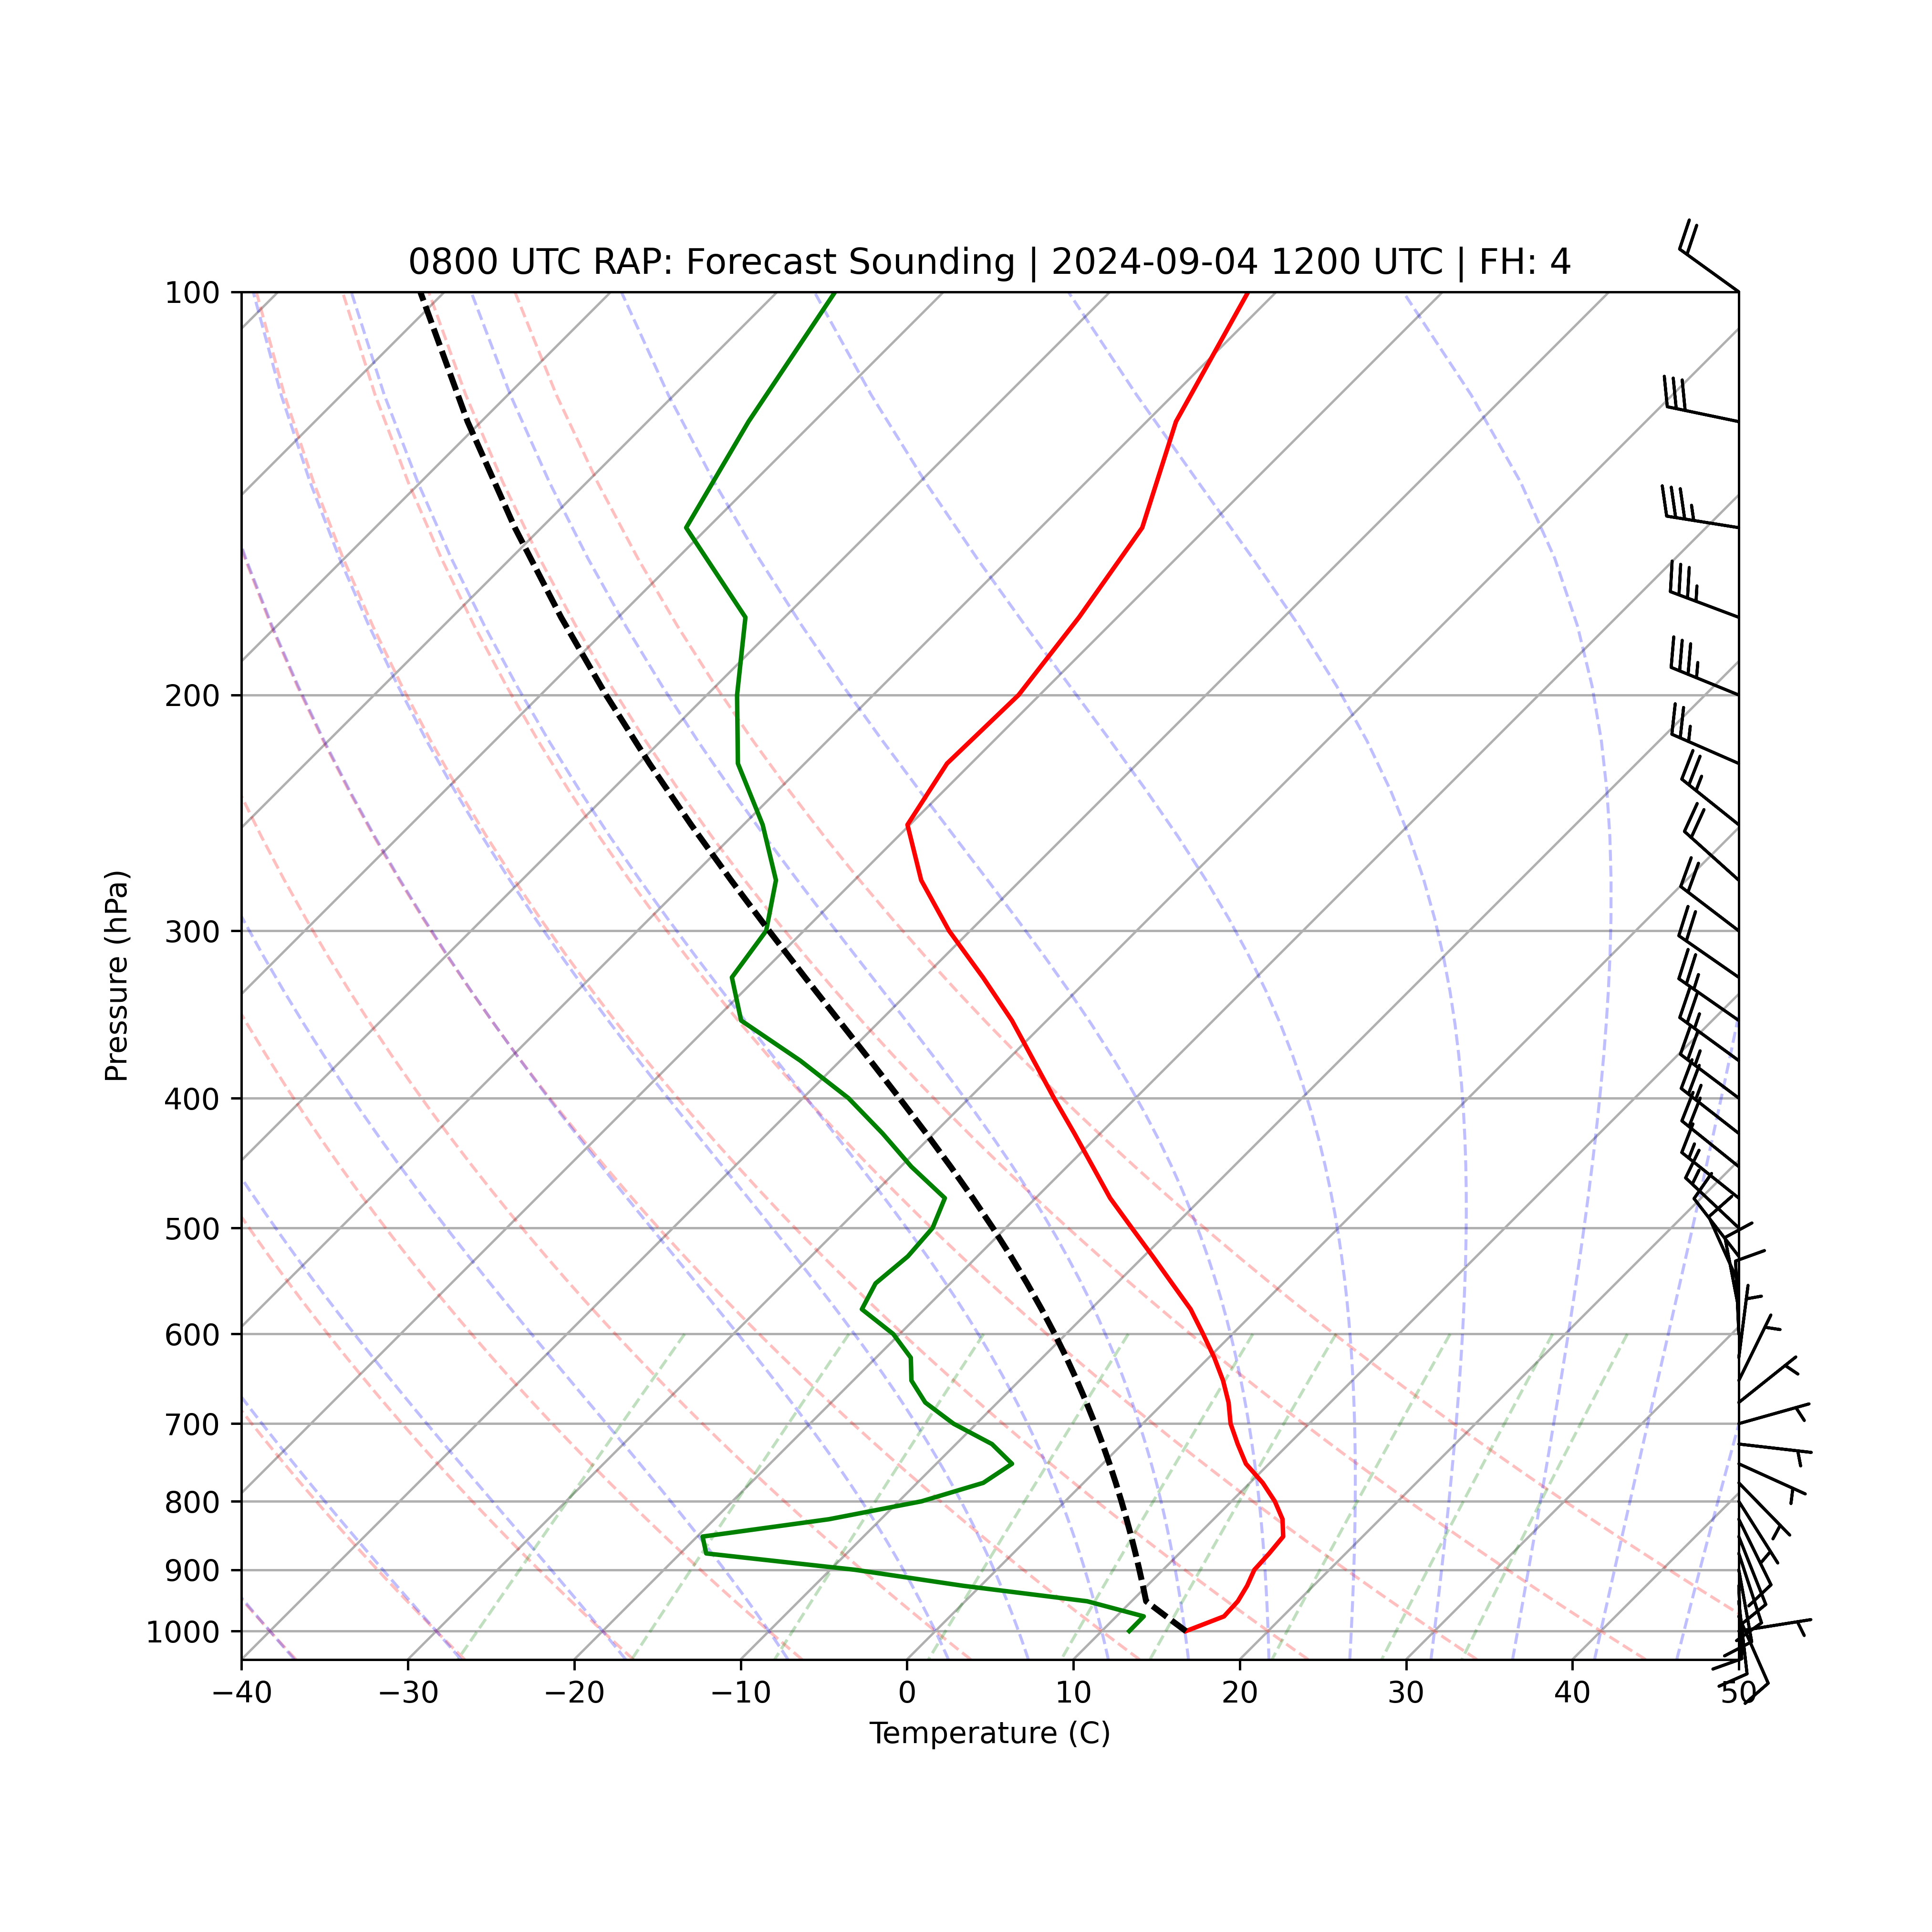 0800 UTC RAP: Forecast Sounding | 2024-09-04 1200 UTC | FH: 4
100
200
300
400
500
600
700
800
900
1000
Pressure (hPa)
−40 −30 −20 −10 0 10 20 30 40 50
Temperature (C)